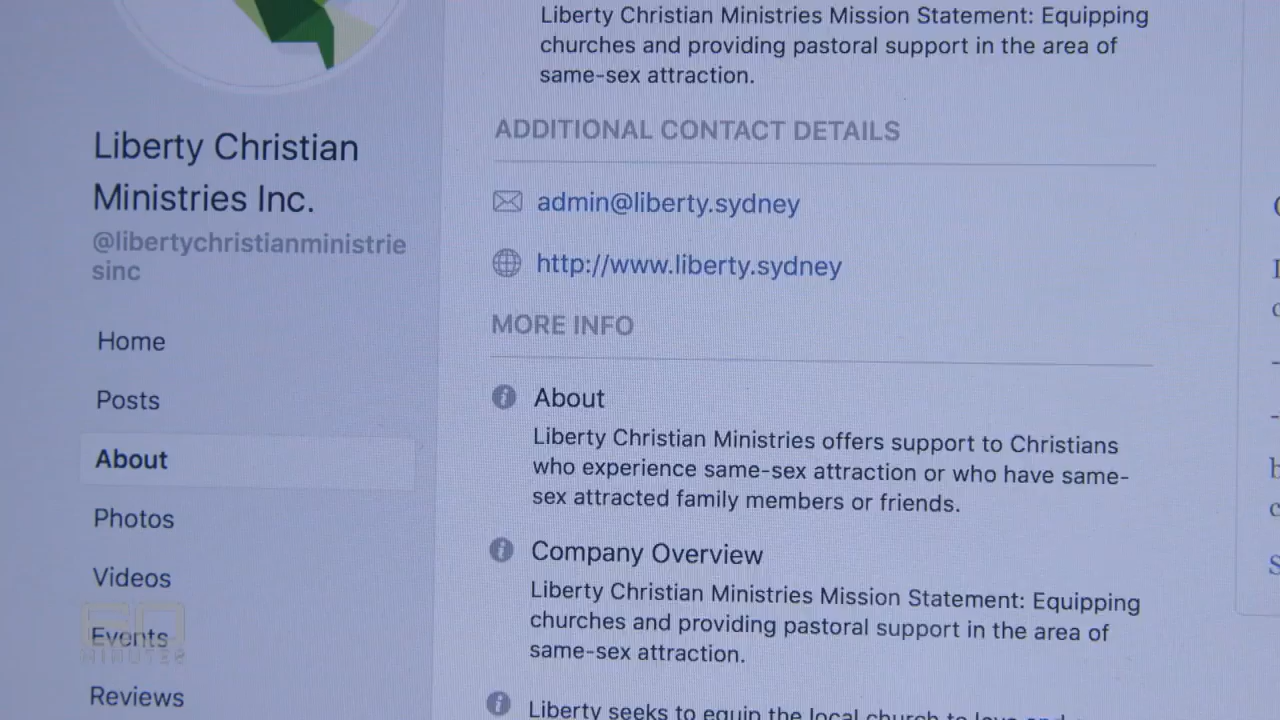 Liberty Christian
Ministries Inc.
@libertychristianministrie
sinc
Home
Posts
About
Photos
Videos
Events
Reviews
60
MINUTES
Liberty Christian Ministries Mission Statement: Equipping
churches and providing pastoral support in the area of
same-sex attraction.
ADDITIONAL CONTACT DETAILS
admin@liberty.sydney
http://www.liberty.sydney
MORE INFO
About
Liberty Christian Ministries offers support to Christians
who experience same-sex attraction or who have same-
sex attracted family members or friends.
Company Overview
Liberty Christian Ministries Mission Statement: Equipping
churches and providing pastoral support in the area of
same-sex attraction.
Liberty seeks to equip the local church to love and